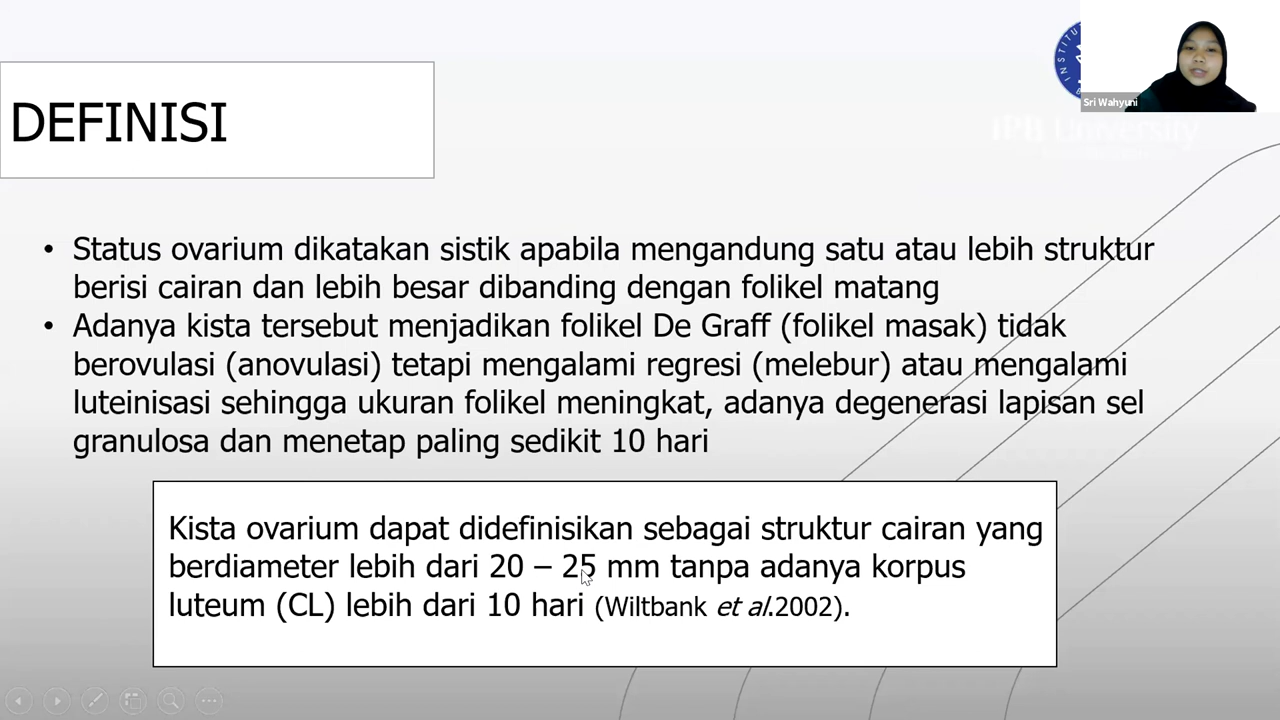 INSTITU
Sri Wahyuni
IPB University
DEFINISI
• Status ovarium dikatakan sistik apabila mengandung satu atau lebih struktur
berisi cairan dan lebih besar dibanding dengan folikel matang
• Adanya kista tersebut menjadikan folikel De Graff (folikel masak) tidak
berovulasi (anovulasi) tetapi mengalami regresi (melebur) atau mengalami
luteinisasi sehingga ukuran folikel meningkat, adanya degenerasi lapisan sel
granulosa dan menetap paling sedikit 10 hari
Kista ovarium dapat didefinisikan sebagai struktur cairan yang
berdiameter lebih dari 20 – 25 mm tanpa adanya korpus
luteum (CL) lebih dari 10 hari (Wiltbank et al.2002).